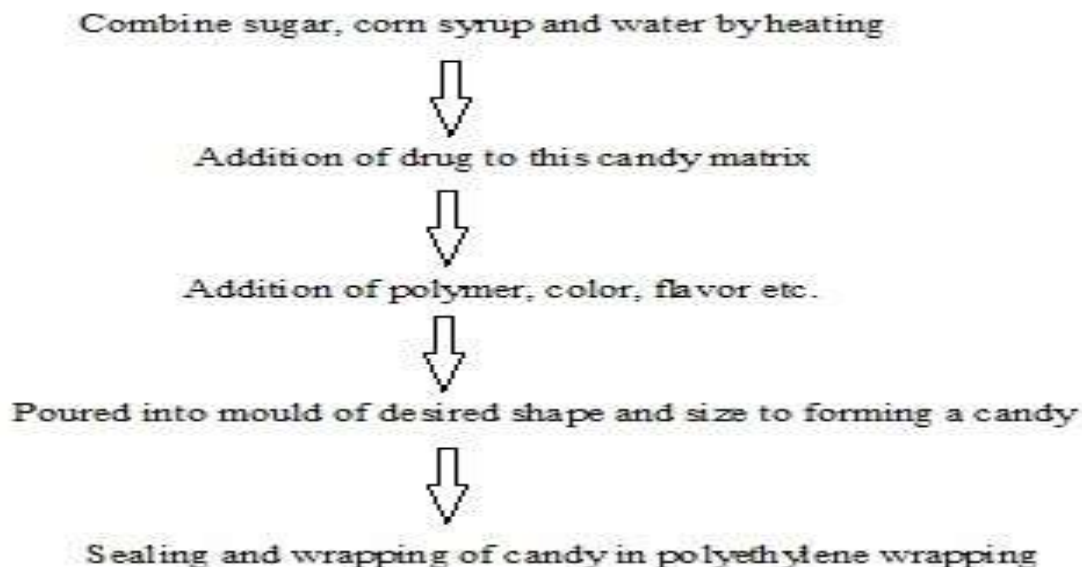 Combine sugar, corn syrup and water by heating
Addition of drug to this candy matrix
Addition of polymer, color, flavor etc.
Poured into mould of desired shape and size to forming a candy
Sealing and wrapping of candy in polyethylene wrapping